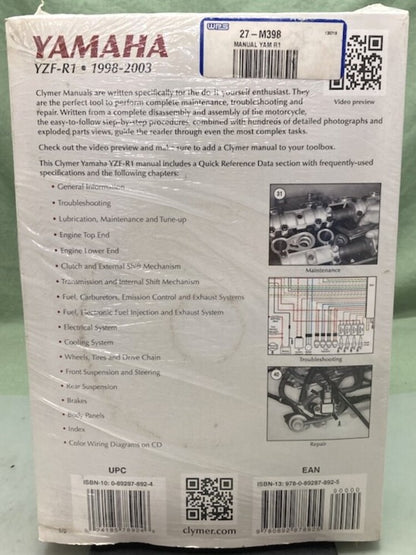 YAMAHA
YZF-R1 • 1998-2003
WPS
27-M398
MANUAL YAM R1
Clymer Manuals are written specifically for the do-it-yourself enthusiast. They
are the perfect tool to perform complete maintenance, troubleshooting and
repair. Written from a complete disassembly and assembly of the motorcycle,
the easy-to-follow step-by-step procedures, combined with hundreds of detailed photographs and
exploded parts views, guide the reader through even the most complex tasks.
Video preview
Check out the video preview and make sure to add a Clymer manual to your toolbox.
This Clymer Yamaha YZF-R1 manual includes a Quick Reference Data section with frequently-used
specifications and the following chapters:
• General Information
• Troubleshooting
• Lubrication, Maintenance and Tune-up
• Engine Top End
• Engine Lower End
• Clutch and External Shift Mechanism
• Transmission and Internal Shift Mechanism
• Fuel, Carburetors, Emission Control and Exhaust Systems
• Fuel, Electronic Fuel Injection and Exhaust System
• Electrical System
• Cooling System
• Wheels, Tires and Drive Chain
• Front Suspension and Steering
• Rear Suspension
• Brakes
• Body Panels
• Index
• Color Wiring Diagrams on CD
31
Maintenance
Troubleshooting
40
Repair
UPC
ISBN-10: 0-89287-892-4
clymer.com
EAN
ISBN-13: 978-0-89287-892-5
90000
9 780892 878925